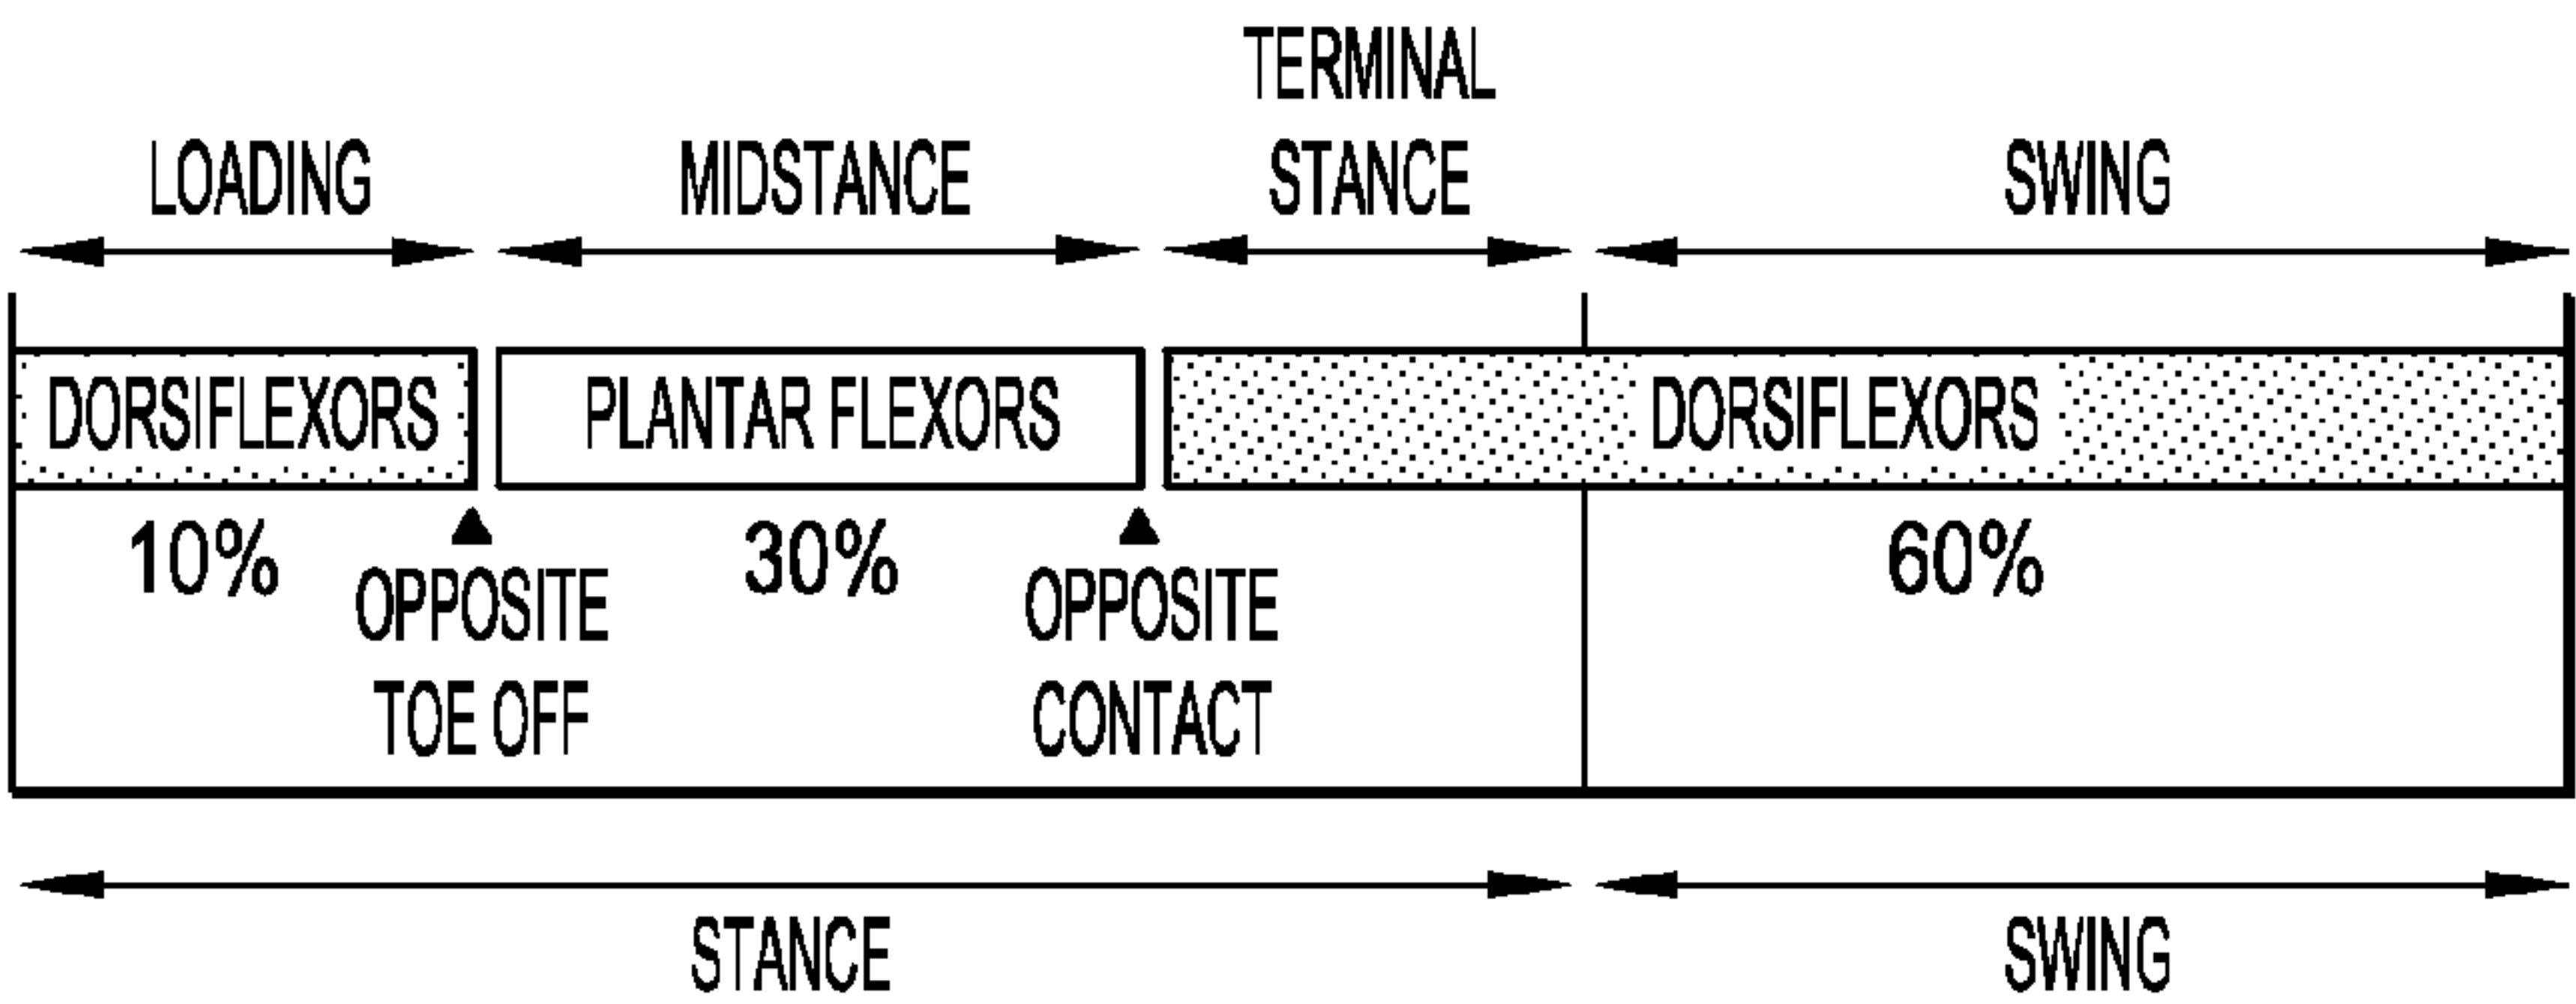 TERMINAL
LOADING MIDSTANCE STANCE SWING
DORSIFLEXORS PLANTAR FLEXORS DORSIFLEXORS
10% 30% 60%
OPPOSITE OPPOSITE
TOE OFF CONTACT
STANCE SWING